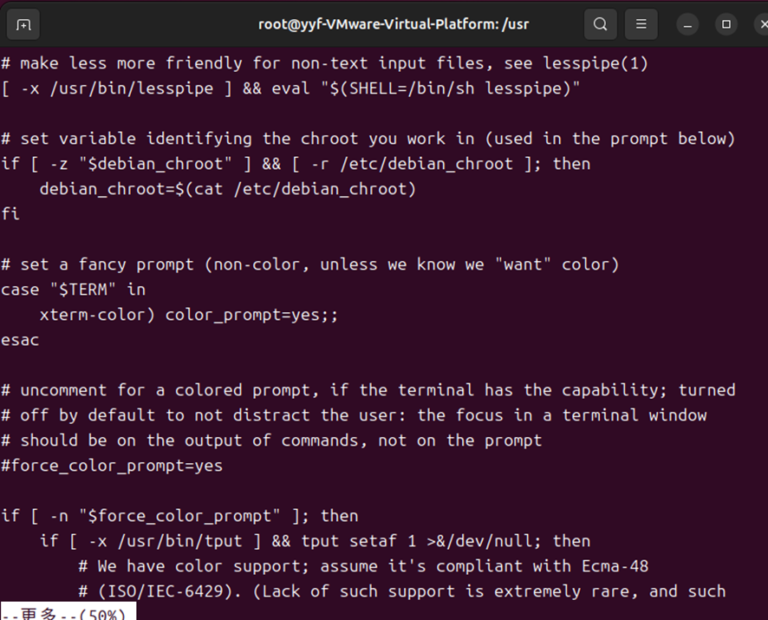 root@yyf-VMware-Virtual-Platform: /usr
# make less more friendly for non-text input files, see lesspipe(1)
[ -x /usr/bin/lesspipe ] && eval "$(SHELL=/bin/sh lesspipe)"

# set variable identifying the chroot you work in (used in the prompt below)
if [ -z "$debian_chroot" ] && [ -r /etc/debian_chroot ]; then
    debian_chroot=$(cat /etc/debian_chroot)
fi

# set a fancy prompt (non-color, unless we know we "want" color)
case "$TERM" in
    xterm-color) color_prompt=yes;;
esac

# uncomment for a colored prompt, if the terminal has the capability; turned
# off by default to not distract the user: the focus in a terminal window
# should be on the output of commands, not on the prompt
#force_color_prompt=yes

if [ -n "$force_color_prompt" ]; then
    if [ -x /usr/bin/tput ] && tput setaf 1 >&/dev/null; then
        # We have color support; assume it's compliant with Ecma-48
        # (ISO/IEC-6429). (Lack of such support is extremely rare, and such
--更多--(50%)